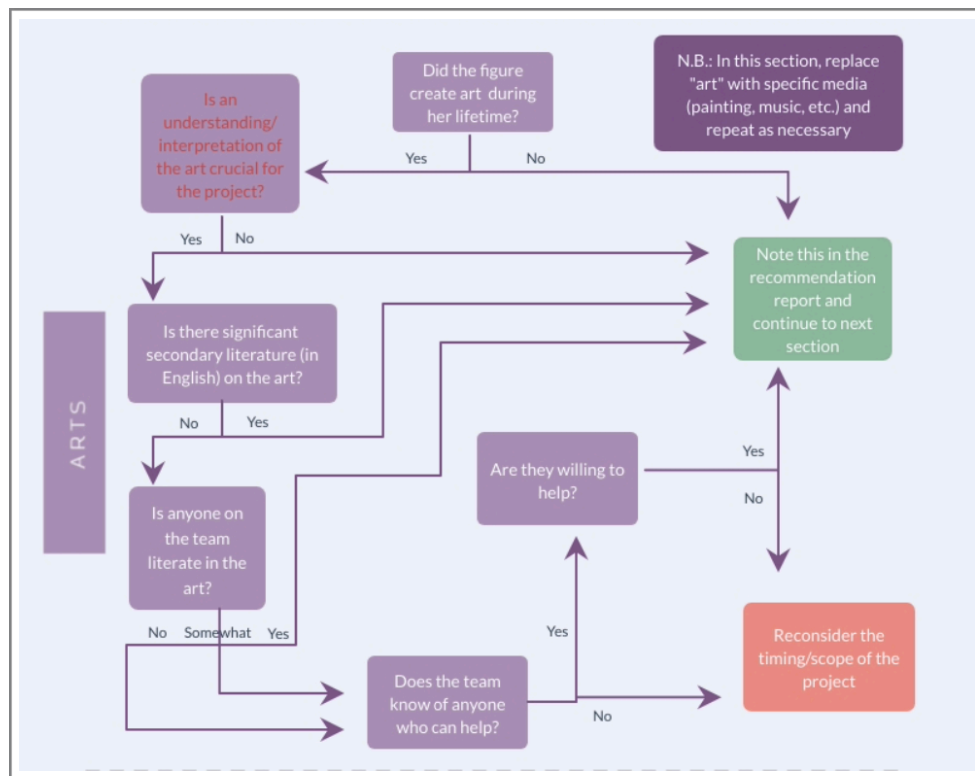 Did the figure
create art during
her lifetime?
N.B.: In this section, replace
"art" with specific media
(painting, music, etc.) and
repeat as necessary
Is an
understanding/
interpretation of
the art crucial for
the project?
Yes
No
Yes
No
Note this in the
recommendation
report and
continue to next
section
Is there significant
secondary literature (in
English) on the art?
ARTS
No
Yes
Are they willing to
help?
Yes
No
Is anyone on
the team
literate in the
art?
No
Somewhat
Yes
Yes
Reconsider the
timing/scope of the
project
Does the team
know of anyone
who can help?
No